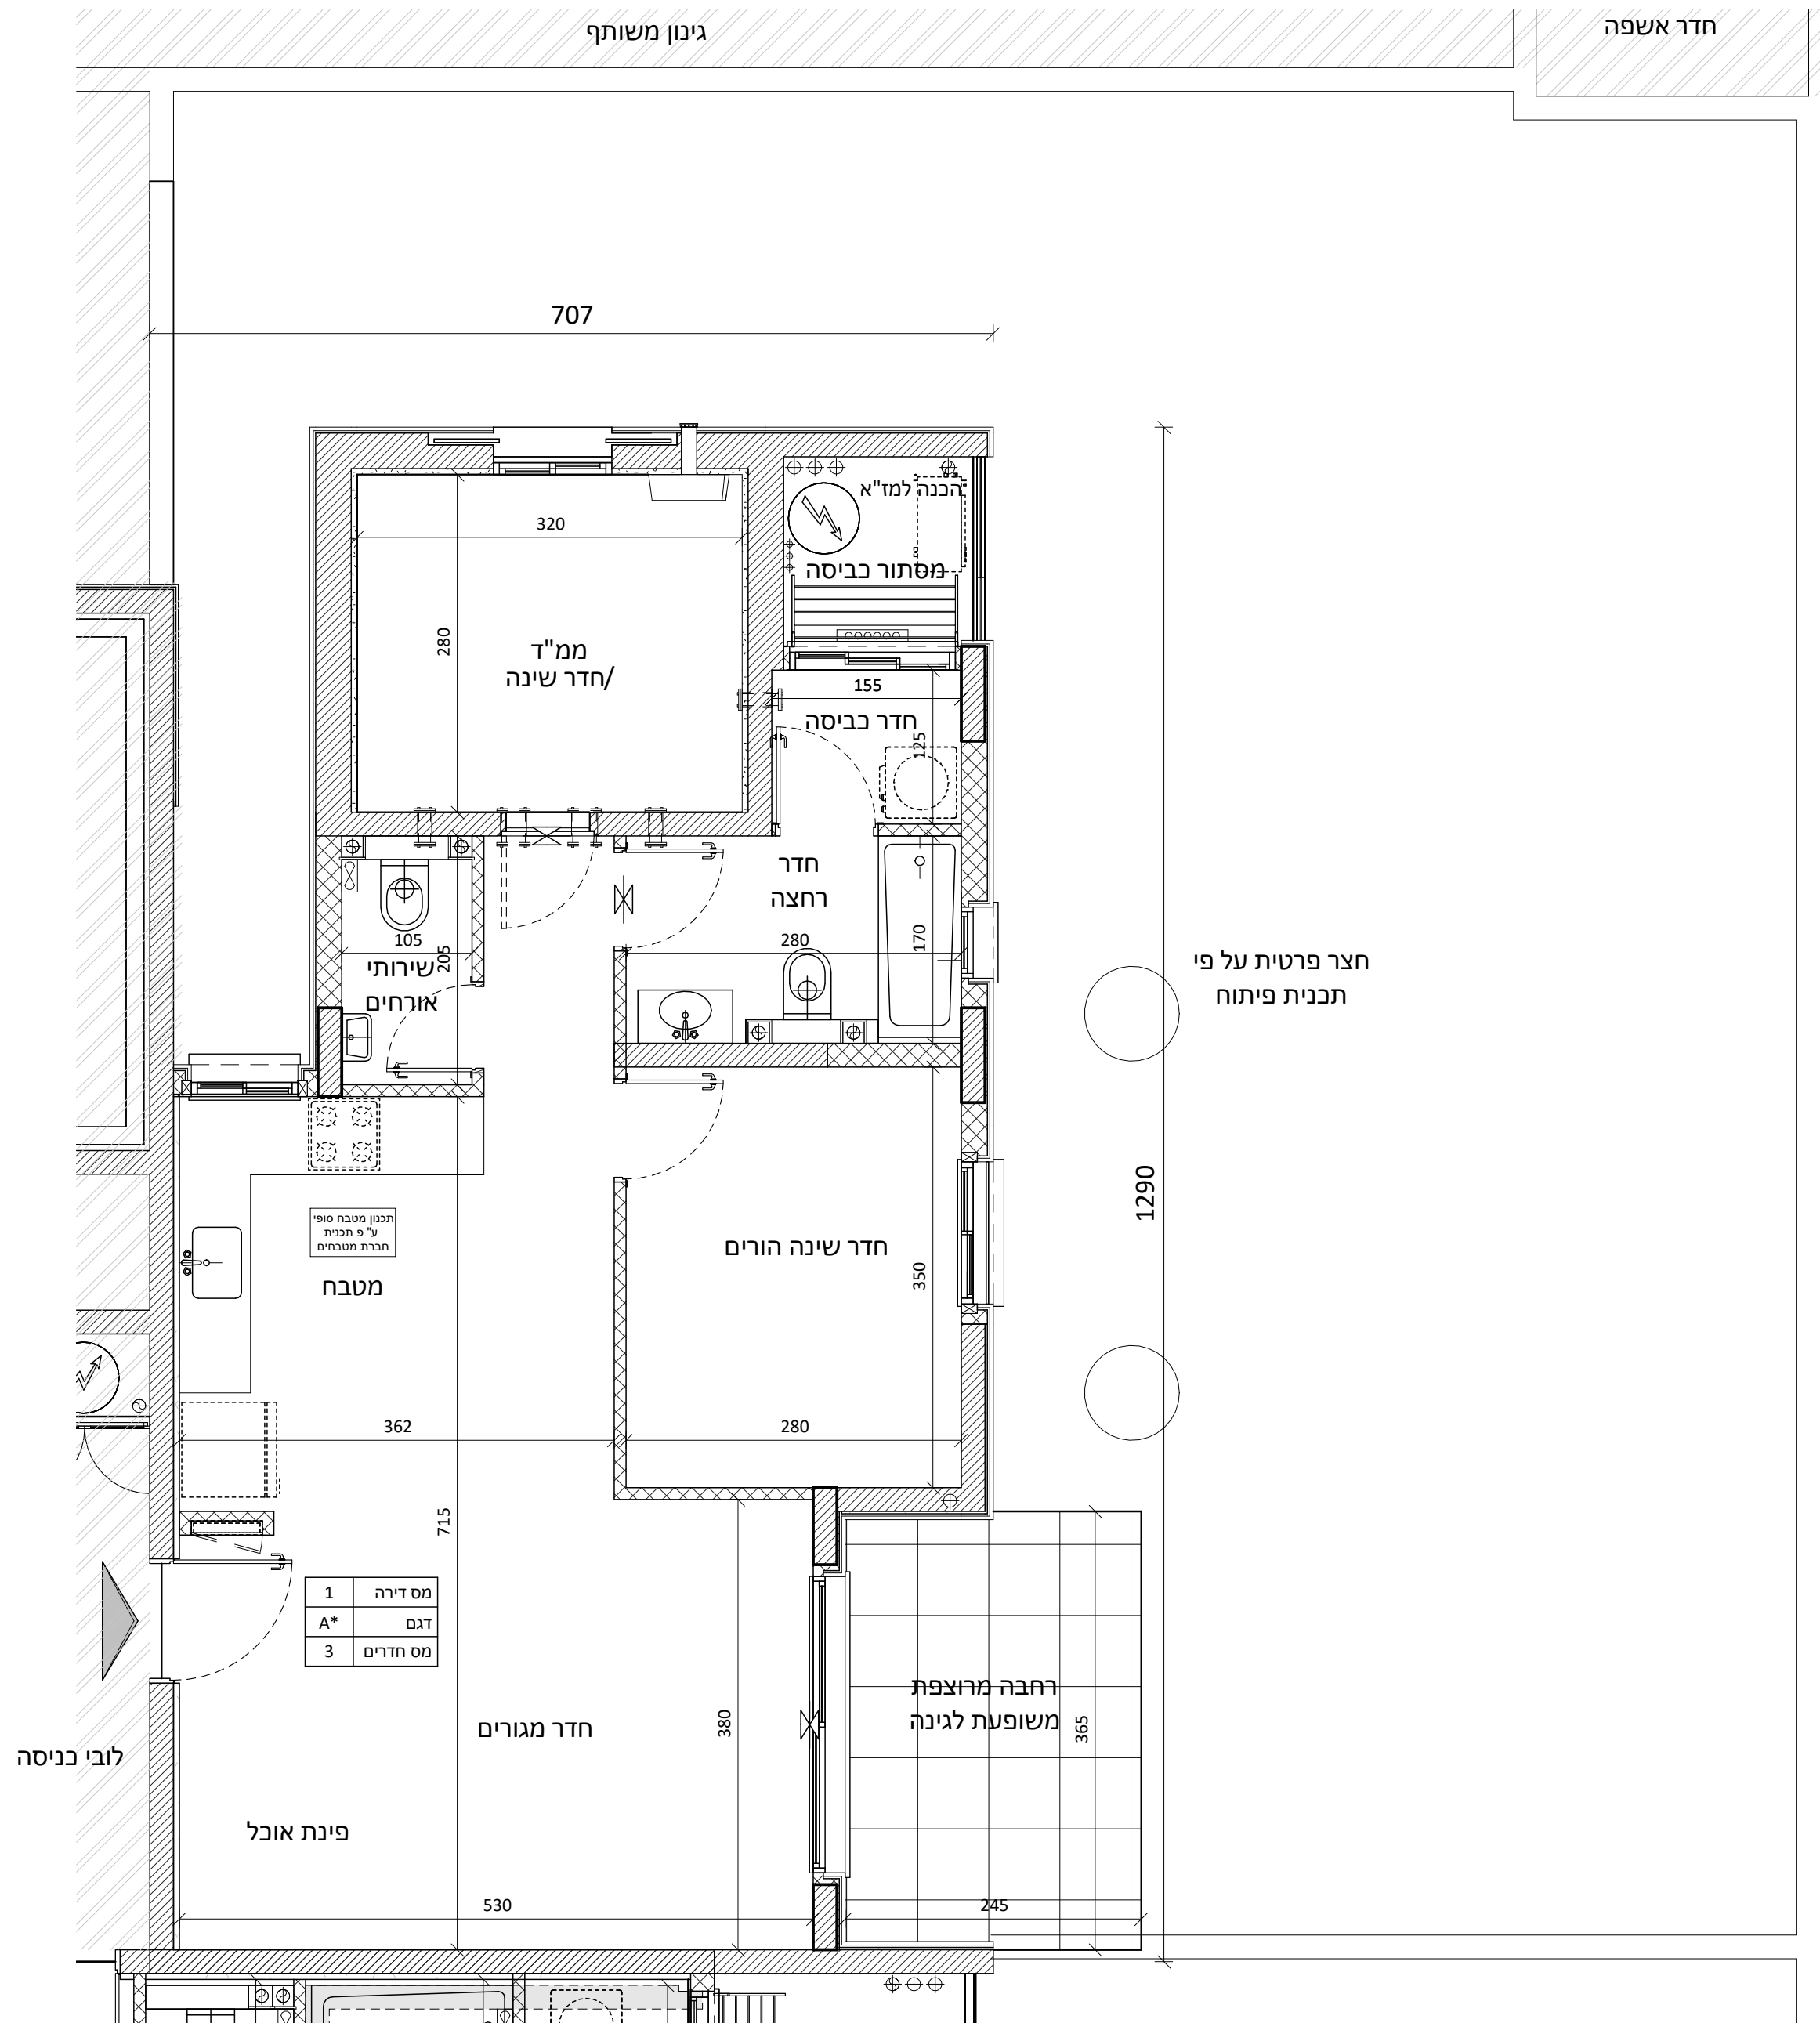 גינון משותף
חדר אשפה
707
הכנה למז"א
320
מסתור כביסה
280
ממ"ד
/חדר שינה
155
חדר כביסה
125
חדר
רחצה
105
205
280
170
שירותי
אורחים
חצר פרטית על פי
תכנית פיתוח
1290
תכנון מטבח סופי
ע" פ תכנית
חברת מטבחים
מטבח
חדר שינה הורים
350
362
280
715
מס דירה 1
דגם A*
מס חדרים 3
רחבה מרוצפת
משופעת לגינה
365
380
חדר מגורים
לובי כניסה
פינת אוכל
530
245